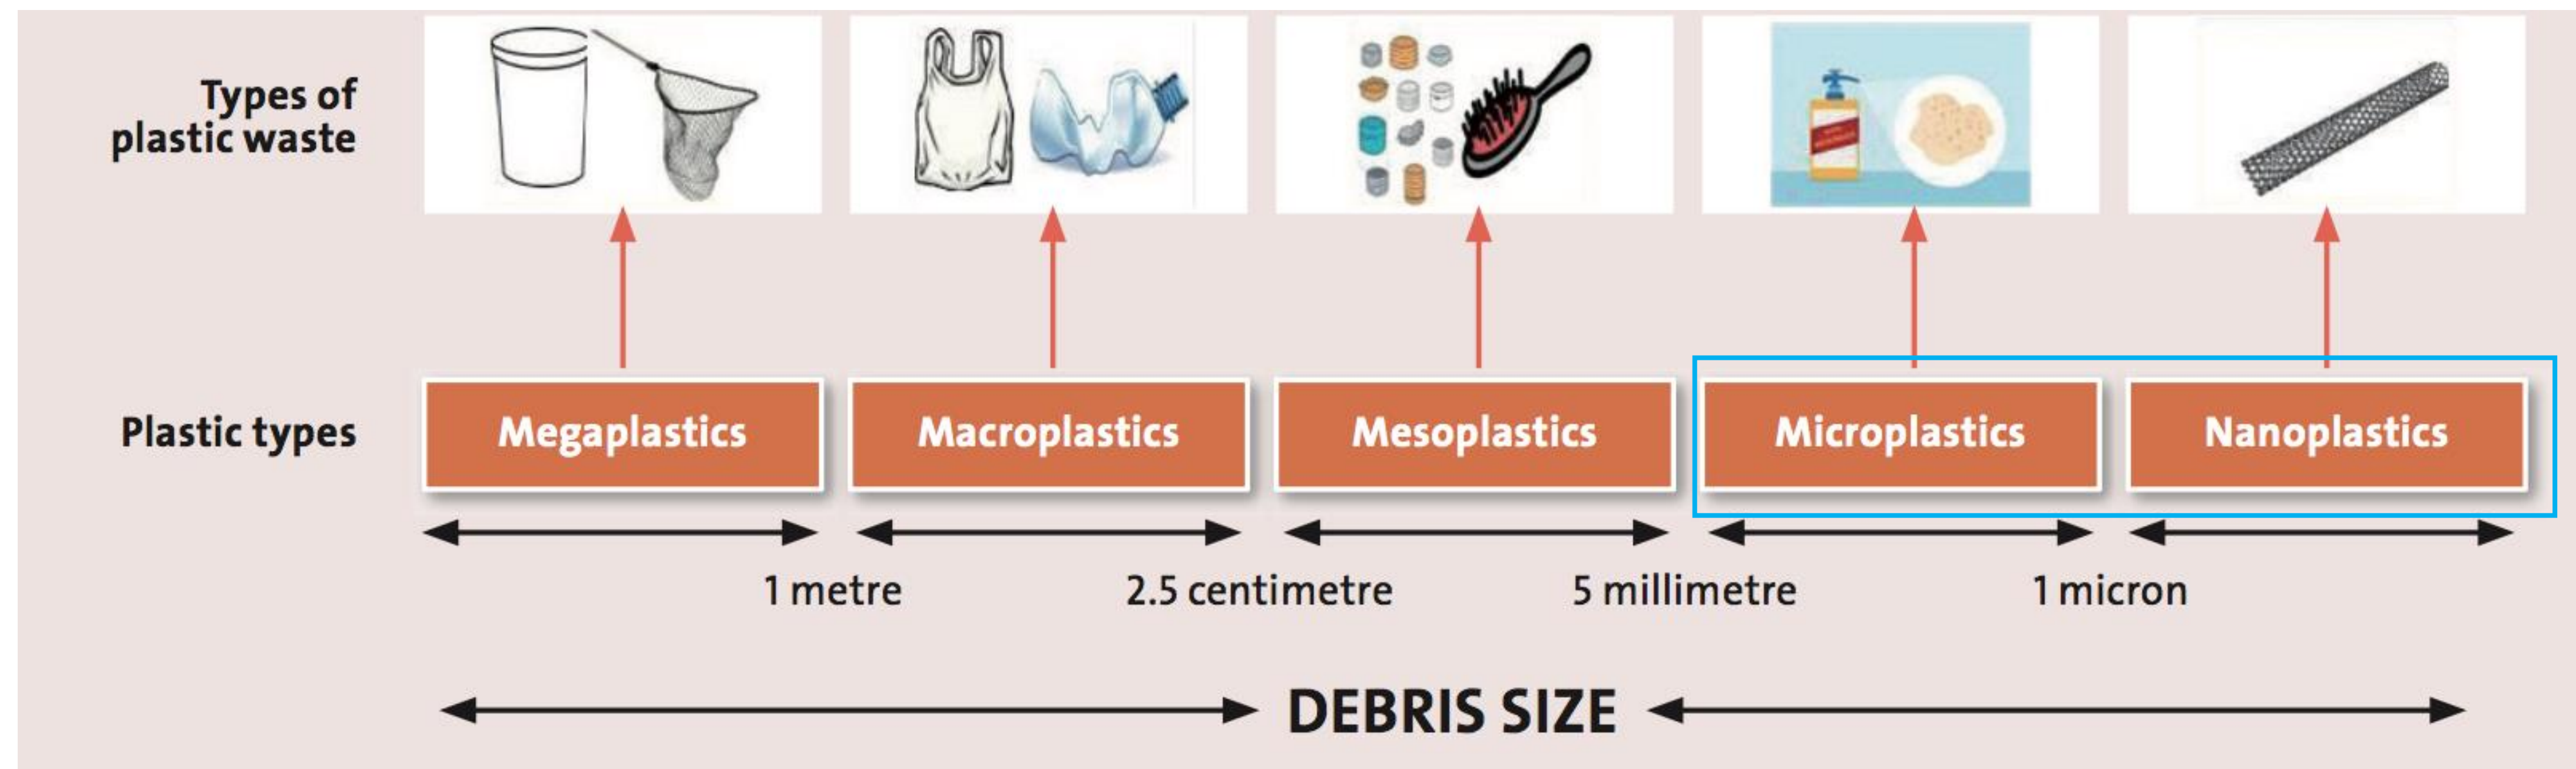 Types of
plastic waste
Plastic types
Megaplastics
Macroplastics
Mesoplastics
Microplastics
Nanoplastics
1 metre
2.5 centimetre
5 millimetre
1 micron
DEBRIS SIZE